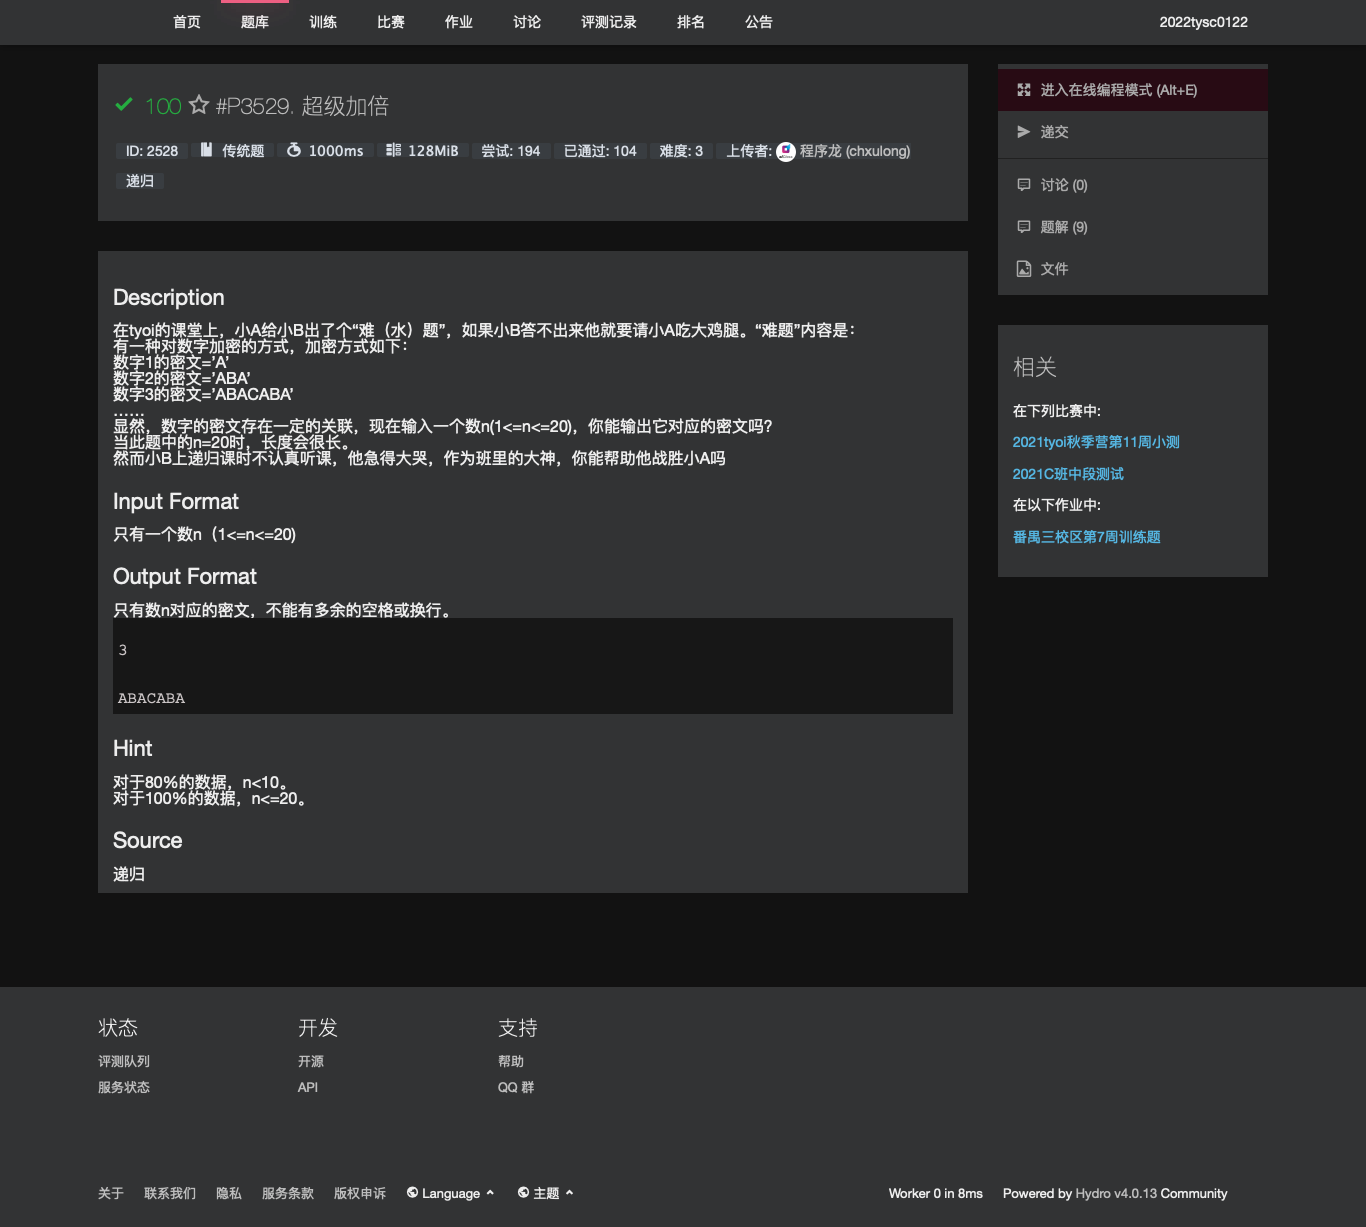 首页 题库 训练 比赛 作业 讨论 评测记录 排名 公告 2022tysc0122
100 #P3529. 超级加倍
ID: 2528 传统题 1000ms 128MiB 尝试: 194 已通过: 104 难度: 3 上传者: 程序龙 (chxulong)
递归
Description
在tyoi的课堂上，小A给小B出了个“难（水）题”，如果小B答不出来他就要请小A吃大鸡腿。“难题”内容是：
有一种对数字加密的方式，加密方式如下：
数字1的密文=’A’
数字2的密文=’ABA’
数字3的密文=’ABACABA’
……
显然，数字的密文存在一定的关联，现在输入一个数n(1<=n<=20)，你能输出它对应的密文吗?
当此题中的n=20时，长度会很长。
然而小B上递归课时不认真听课，他急得大哭，作为班里的大神，你能帮助他战胜小A吗
Input Format
只有一个数n（1<=n<=20)
Output Format
只有数n对应的密文，不能有多余的空格或换行。
3
ABACABA
Hint
对于80%的数据，n<10。
对于100%的数据，n<=20。
Source
递归
进入在线编程模式 (Alt+E)
递交
讨论 (0)
题解 (9)
文件
相关
在下列比赛中:
2021tyoi秋季营第11周小测
2021C班中段测试
在以下作业中:
番禺三校区第7周训练题
状态 开发 支持
评测队列 开源 帮助
服务状态 API QQ 群
关于 联系我们 隐私 服务条款 版权申诉 Language 主题 Worker 0 in 8ms Powered by Hydro v4.0.13 Community